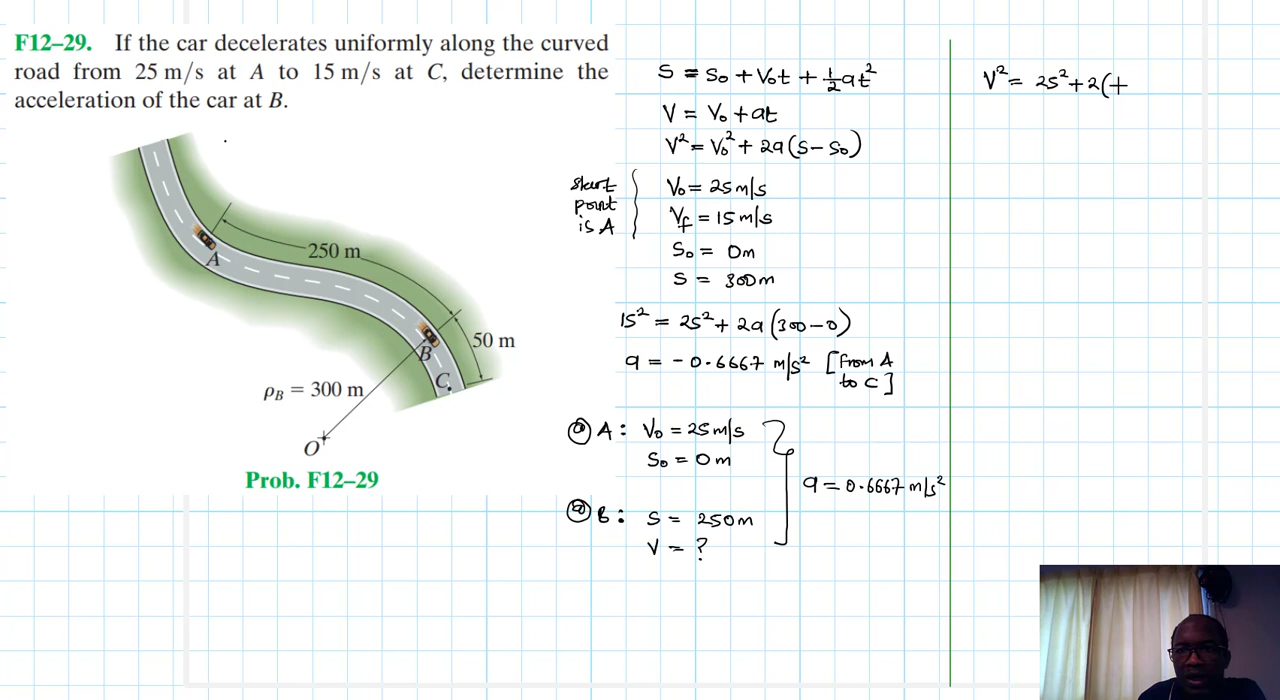 F12–29. If the car decelerates uniformly along the curved
road from 25 m/s at A to 15 m/s at C, determine the
acceleration of the car at B.
A
250 m
B
50 m
C
ρB = 300 m
O
Prob. F12–29
S = S₀ + V₀t + ½at²
V = V₀ + at
V² = V₀² + 2a(S – S₀)
start
point
is A
V₀ = 25 m/s
Vf = 15 m/s
S₀ = 0m
S = 300m
15² = 25² + 2a(300 – 0)
a = – 0.6667 m/s² [from A
to C]
@ A: V₀ = 25 m/s
S₀ = 0 m
a = 0.6667 m/s²
@ B: S = 250m
V = ?
V² = 25² + 2(+